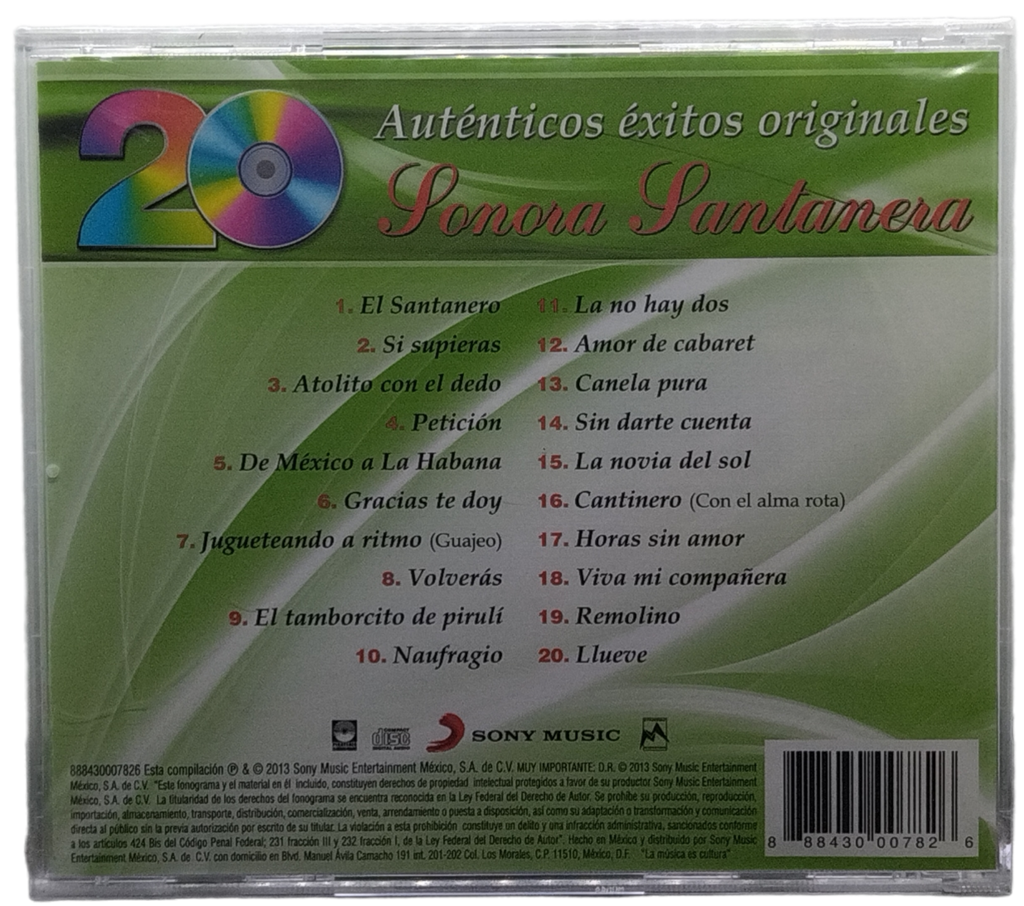 20
Auténticos éxitos originales
Sonora Santanera
1. El Santanero
2. Si supieras
3. Atolito con el dedo
4. Petición
5. De México a La Habana
6. Gracias te doy
7. Jugueteando a ritmo (Guajeo)
8. Volverás
9. El tamborcito de pirulí
10. Naufragio
11. La no hay dos
12. Amor de cabaret
13. Canela pura
14. Sin darte cuenta
15. La novia del sol
16. Cantinero (Con el alma rota)
17. Horas sin amor
18. Viva mi compañera
19. Remolino
20. Llueve
COMPACT
disc
DIGITAL AUDIO
SONY MUSIC
888430007826 Esta compilación ℗ & © 2013 Sony Music Entertainment México, S.A. de C.V. MUY IMPORTANTE: D.R. © 2013 Sony Music Entertainment
México, S.A. de C.V. "Este fonograma y el material en él incluido, constituyen derechos de propiedad intelectual protegidos a favor de su productor Sony Music Entertainment
México, S.A. de C.V. La titularidad de los derechos del fonograma se encuentra reconocida en la Ley Federal del Derecho de Autor. Se prohíbe su producción, reproducción,
importación, almacenamiento, transporte, distribución, comercialización, venta, arrendamiento o puesta a disposición, así como su adaptación o transformación y comunicación
directa al público sin la previa autorización por escrito de su titular. La violación a esta prohibición constituye un delito y una infracción administrativa, sancionados conforme
a los artículos 424 Bis del Código Penal Federal; 231 fracción III y 232 fracción I, de la Ley Federal del Derecho de Autor". Hecho en México y distribuido por Sony Music
Entertainment México, S.A. de C.V. con domicilio en Blvd. Manuel Ávila Camacho 191 int. 201-202 Col. Los Morales, C.P. 11510, México, D.F. "La música es cultura"
8 88430 00782 6